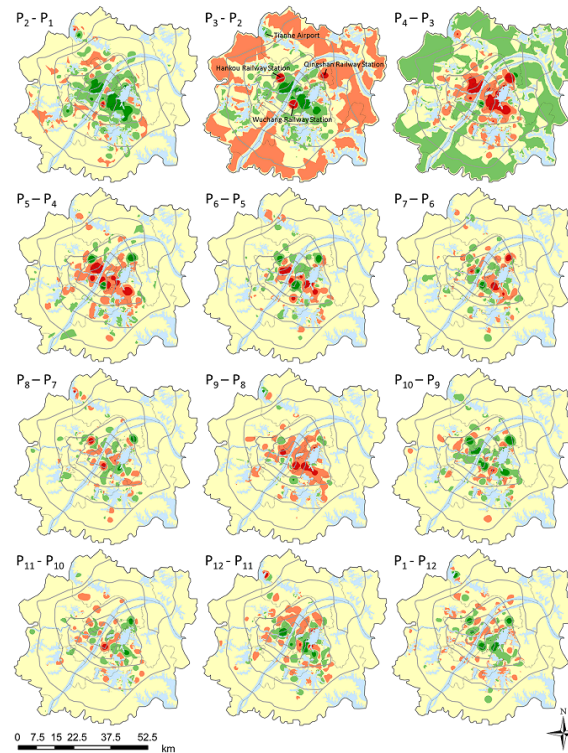 P2 – P1
P3 - P2
P4 – P3
Tianhe Airport
Hankou Railway Station
Qingshan Railway Station
Wuchang Railway Station
P5 – P4
P6 – P5
P7 – P6
P8 – P7
P9 – P8
P10 – P9
P11 - P10
P12 - P11
P1 - P12
0 7.5 15 22.5 37.5 52.5
km
N